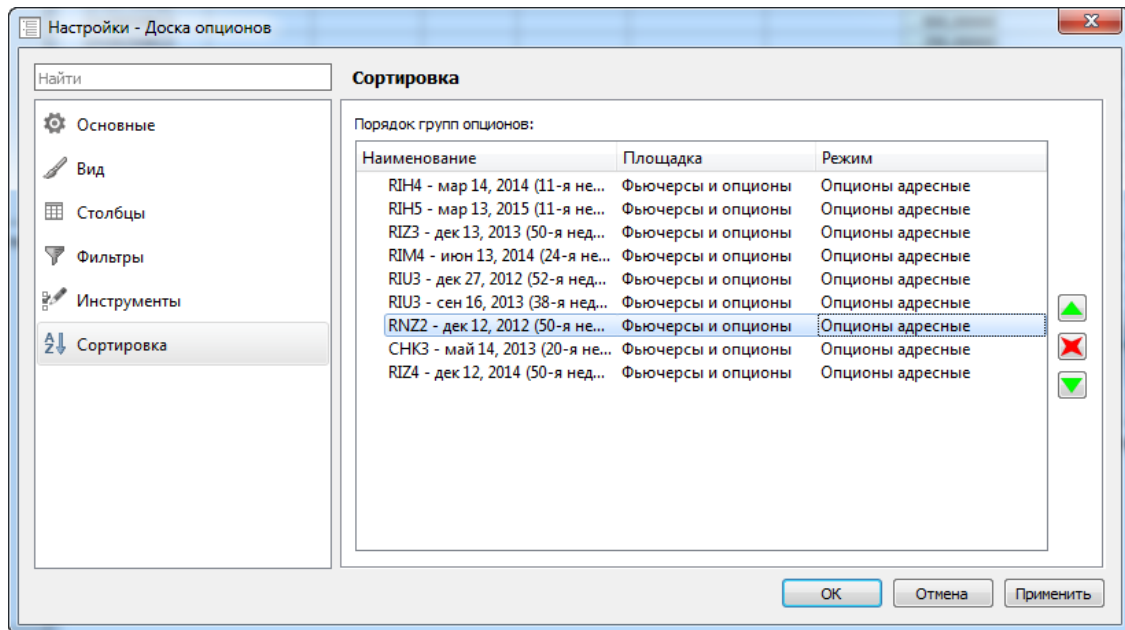 Настройки - Доска опционов
Найти
Основные
Вид
Столбцы
Фильтры
Инструменты
Сортировка
Сортировка
Порядок групп опционов:
Наименование Площадка Режим
RIH4 - мар 14, 2014 (11-я не... Фьючерсы и опционы Опционы адресные
RIH5 - мар 13, 2015 (11-я не... Фьючерсы и опционы Опционы адресные
RIZ3 - дек 13, 2013 (50-я нед... Фьючерсы и опционы Опционы адресные
RIM4 - июн 13, 2014 (24-я не... Фьючерсы и опционы Опционы адресные
RIU3 - дек 27, 2012 (52-я нед... Фьючерсы и опционы Опционы адресные
RIU3 - сен 16, 2013 (38-я нед... Фьючерсы и опционы Опционы адресные
RNZ2 - дек 12, 2012 (50-я не... Фьючерсы и опционы Опционы адресные
CHK3 - май 14, 2013 (20-я не... Фьючерсы и опционы Опционы адресные
RIZ4 - дек 12, 2014 (50-я нед... Фьючерсы и опционы Опционы адресные
OK Отмена Применить